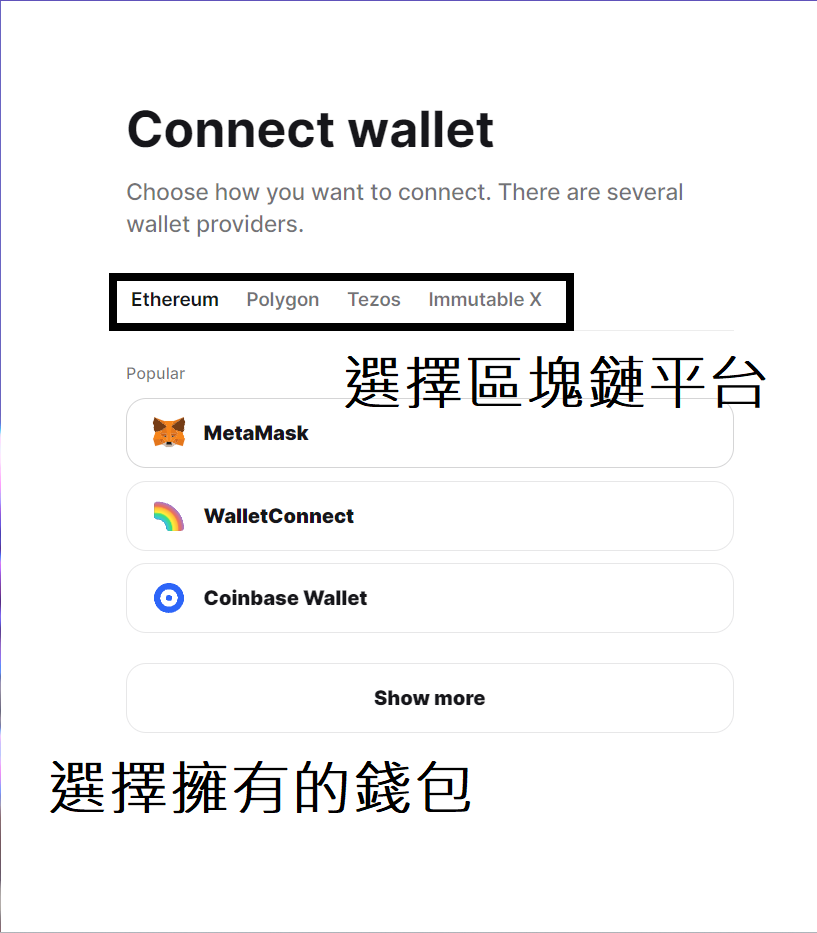 Connect wallet
Choose how you want to connect. There are several
wallet providers.
Ethereum Polygon Tezos Immutable X
選擇區塊鏈平台
Popular
MetaMask
WalletConnect
Coinbase Wallet
Show more
選擇擁有的錢包